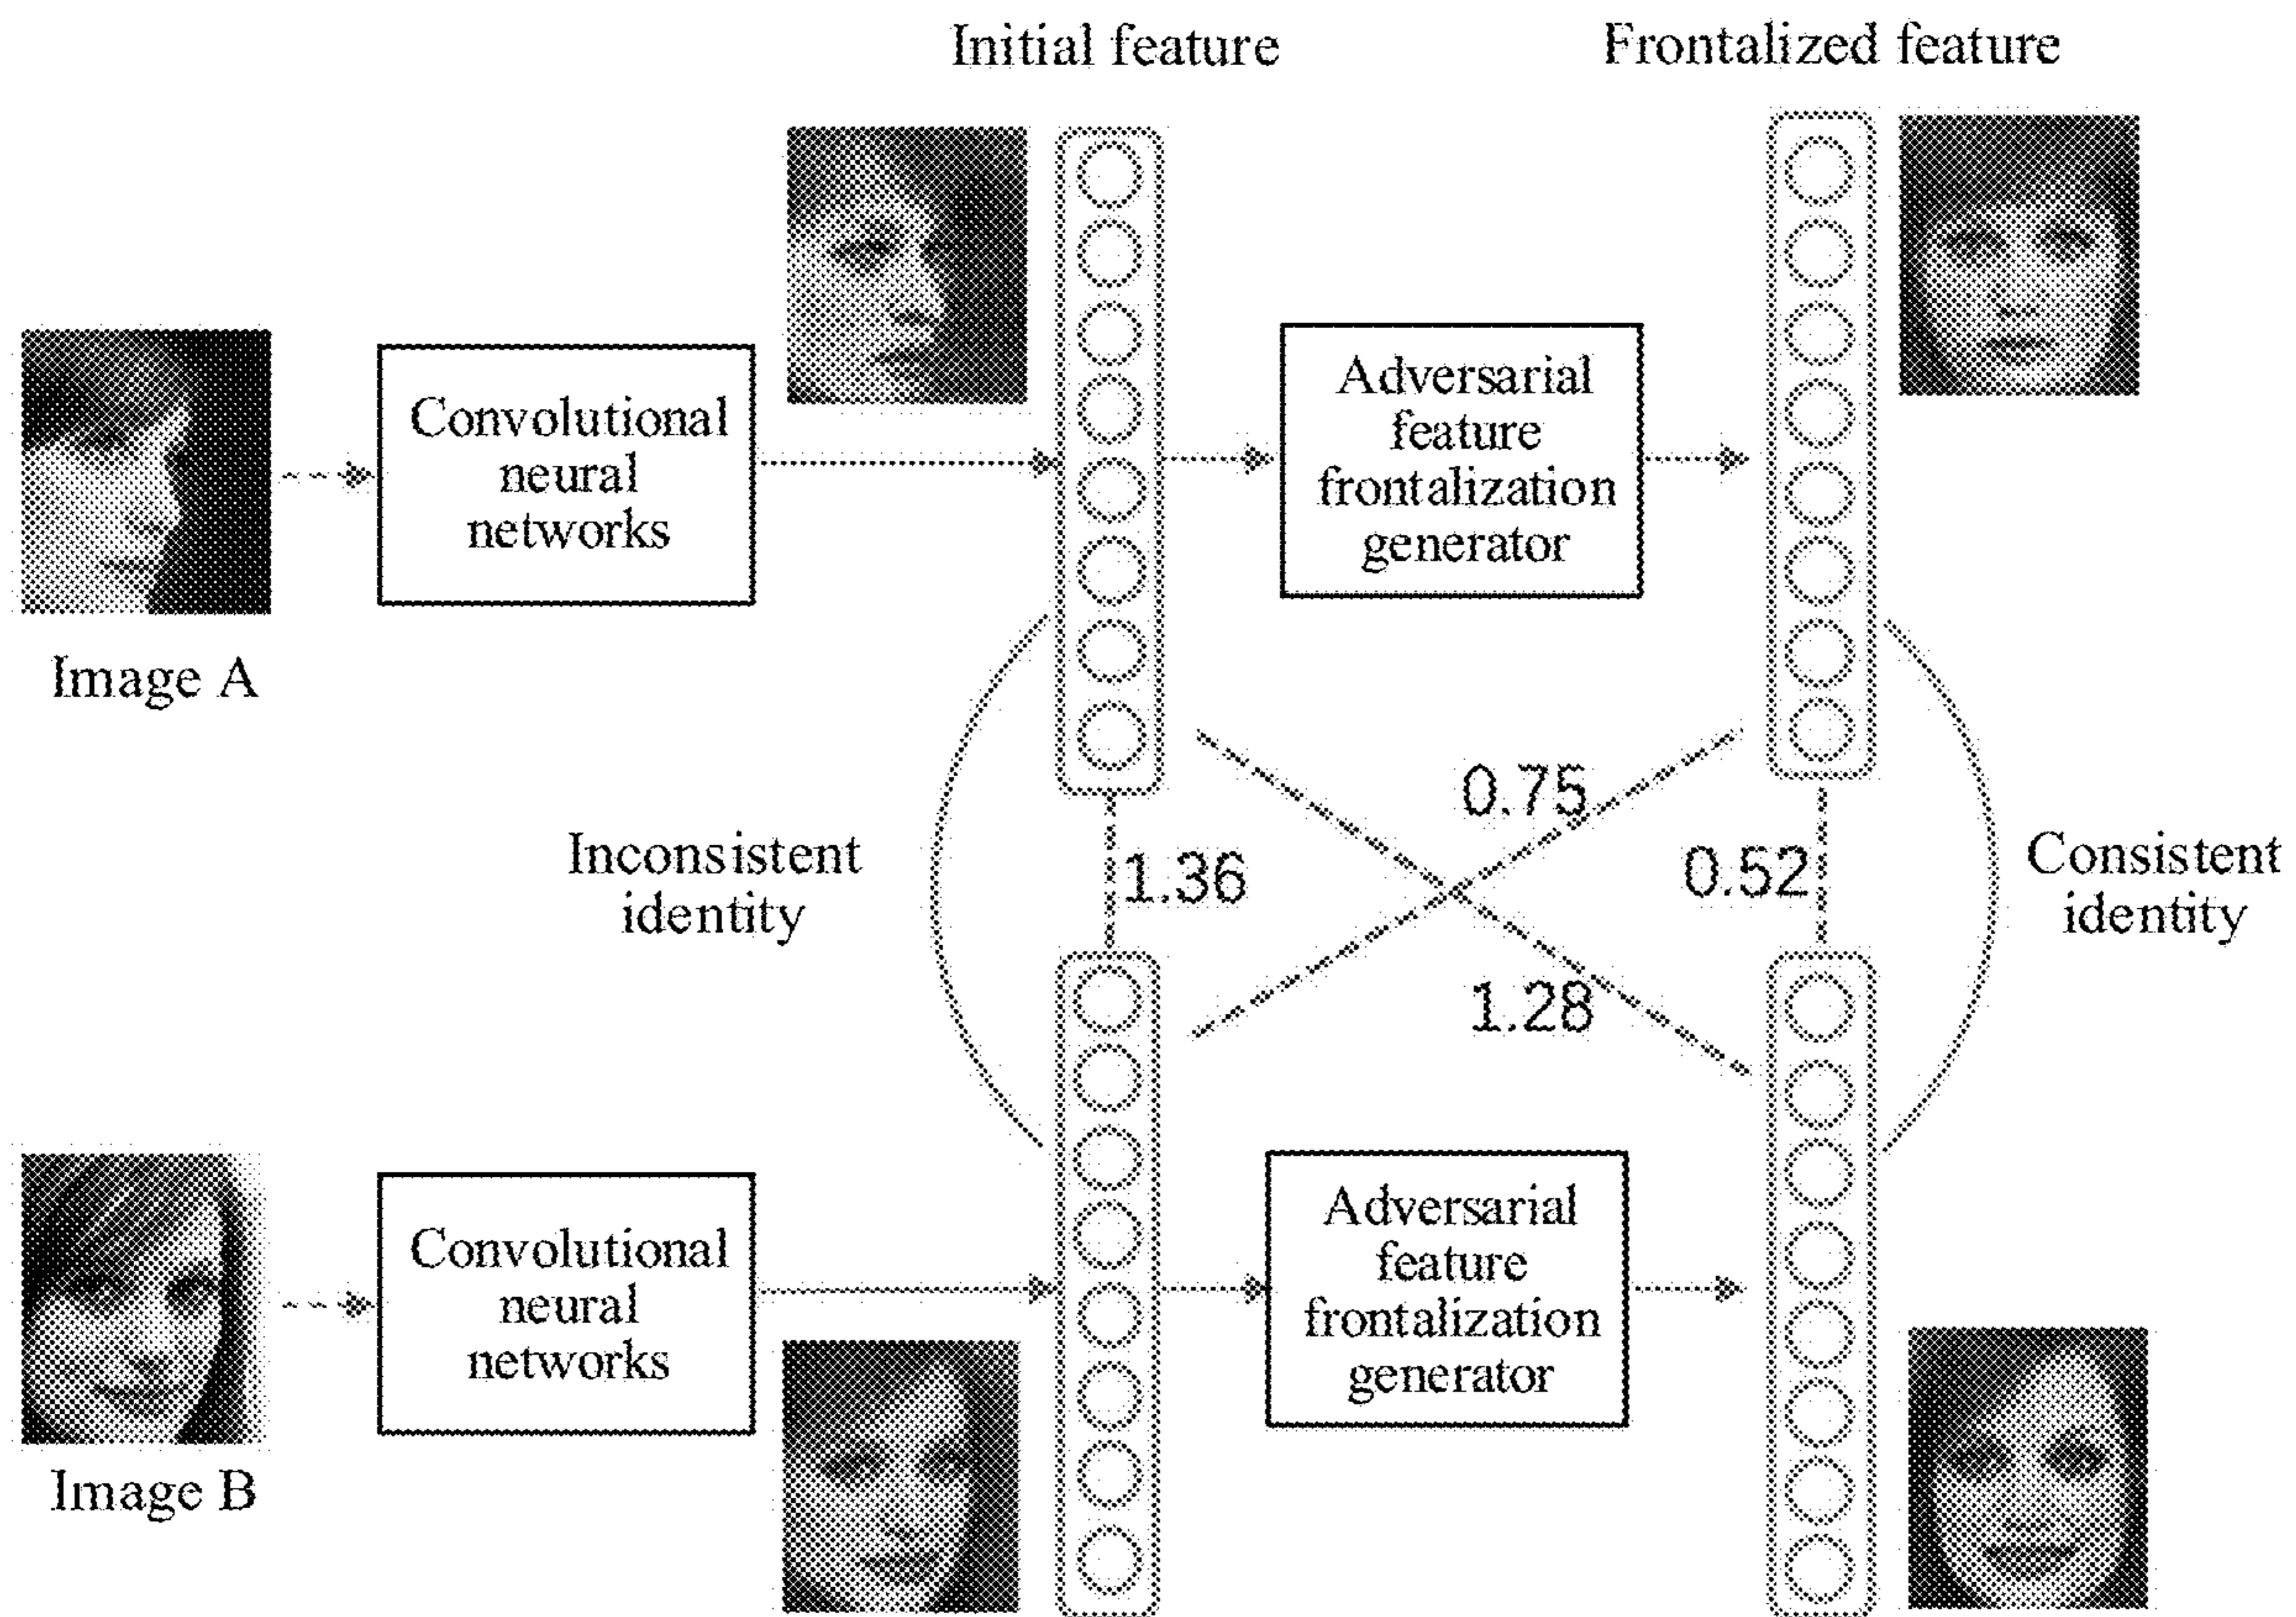 Initial feature
Frontalized feature
Convolutional
neural
networks
Adversarial
feature
frontalization
generator
Image A
Inconsistent
identity
1.36
0.75
0.52
1.28
Consistent
identity
Convolutional
neural
networks
Adversarial
feature
frontalization
generator
Image B